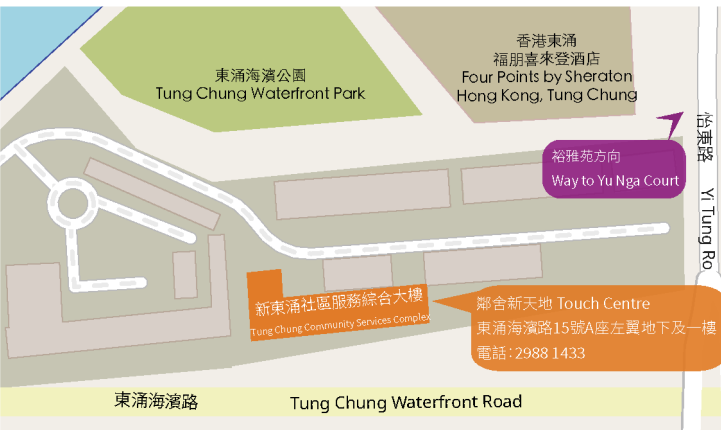 東涌海濱公園
Tung Chung Waterfront Park
香港東涌
福朋喜來登酒店
Four Points by Sheraton
Hong Kong, Tung Chung
裕雅苑方向
Way to Yu Nga Court
怡東路
Yi Tung Ro
新東涌社區服務綜合大樓
Tung Chung Community Services Complex
鄰舍新天地 Touch Centre
東涌海濱路15號A座左翼地下及一樓
電話：2988 1433
東涌海濱路 Tung Chung Waterfront Road